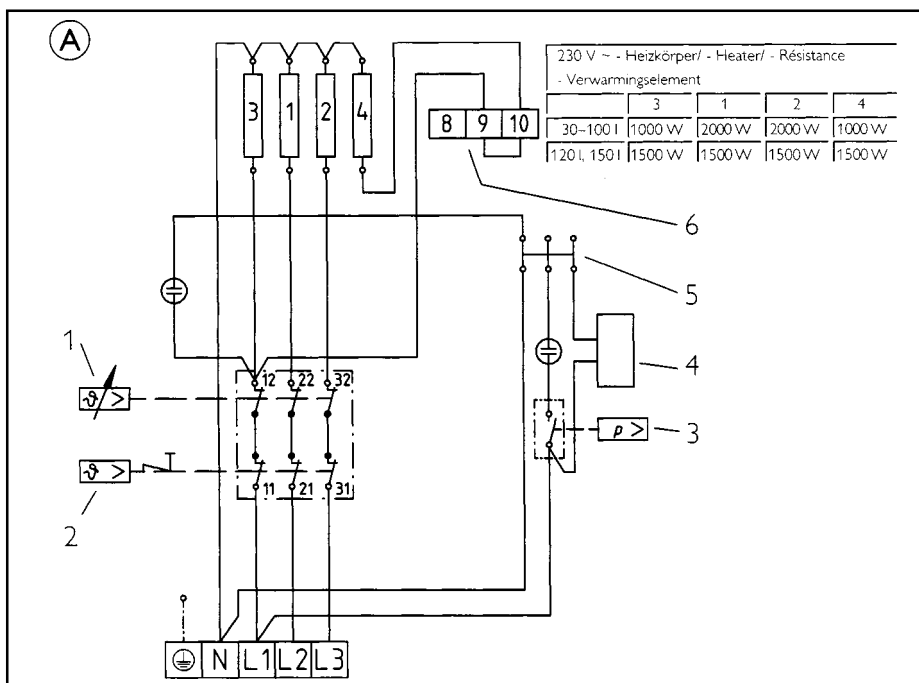 A
230 V ~ - Heizkörper/ - Heater/ - Résistance
- Verwarmingselement
3 1 2 4
30–100 l 1000 W 2000 W 2000 W 1000 W
120 l, 150 l 1500 W 1500 W 1500 W 1500 W
3 1 2 4
8 9 10
6
5
4
1
12 22 32
ϑ >
p > 3
ϑ >
11 21 31
2
N L1 L2 L3